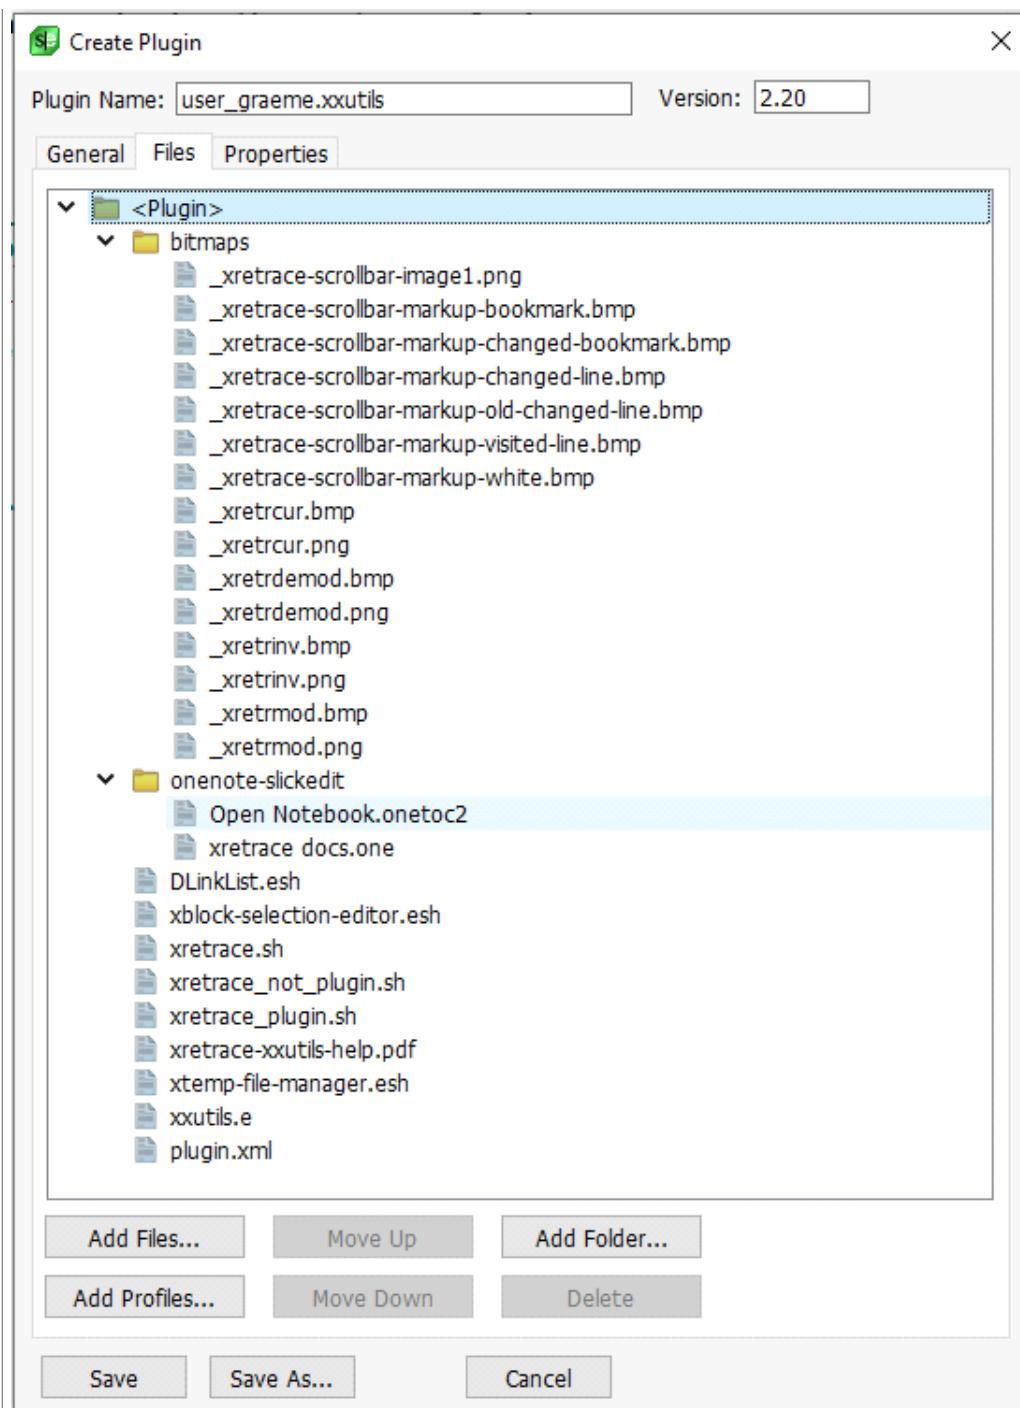 Create Plugin
Plugin Name: user_graeme.xxutils Version: 2.20
General Files Properties
<Plugin>
bitmaps
_xretrace-scrollbar-image1.png
_xretrace-scrollbar-markup-bookmark.bmp
_xretrace-scrollbar-markup-changed-bookmark.bmp
_xretrace-scrollbar-markup-changed-line.bmp
_xretrace-scrollbar-markup-old-changed-line.bmp
_xretrace-scrollbar-markup-visited-line.bmp
_xretrace-scrollbar-markup-white.bmp
_xretrcur.bmp
_xretrcur.png
_xretrdemod.bmp
_xretrdemod.png
_xretrinv.bmp
_xretrinv.png
_xretrmod.bmp
_xretrmod.png
onenote-slickedit
Open Notebook.onetoc2
xretrace docs.one
DLinkList.esh
xblock-selection-editor.esh
xretrace.sh
xretrace_not_plugin.sh
xretrace_plugin.sh
xretrace-xxutils-help.pdf
xtemp-file-manager.esh
xxutils.e
plugin.xml
Add Files... Move Up Add Folder...
Add Profiles... Move Down Delete
Save Save As... Cancel